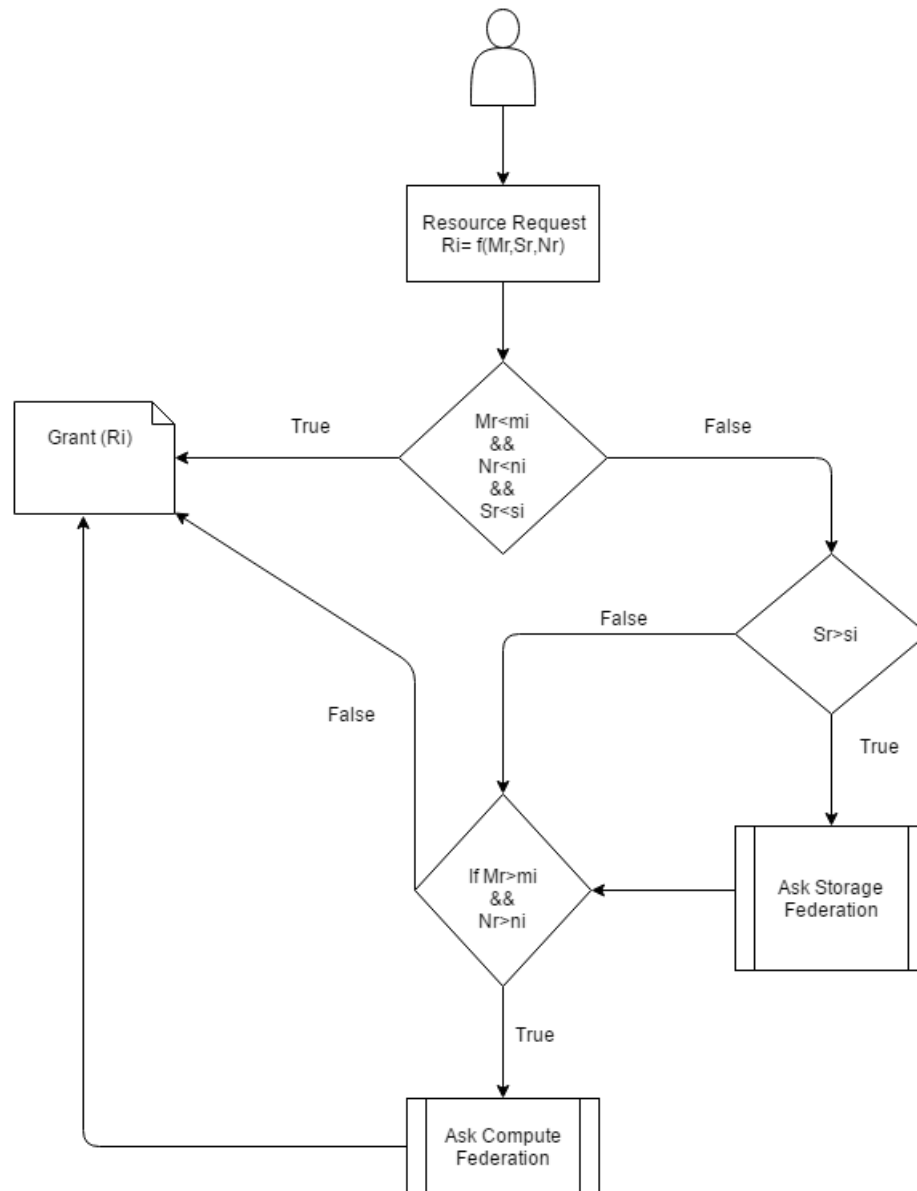 Resource Request
Ri= f(Mr,Sr,Nr)
Grant (Ri)
True
Mr<mi
&&
Nr<ni
&&
Sr<si
False
False
Sr>si
False
True
If Mr>mi
&&
Nr>ni
Ask Storage
Federation
True
Ask Compute
Federation